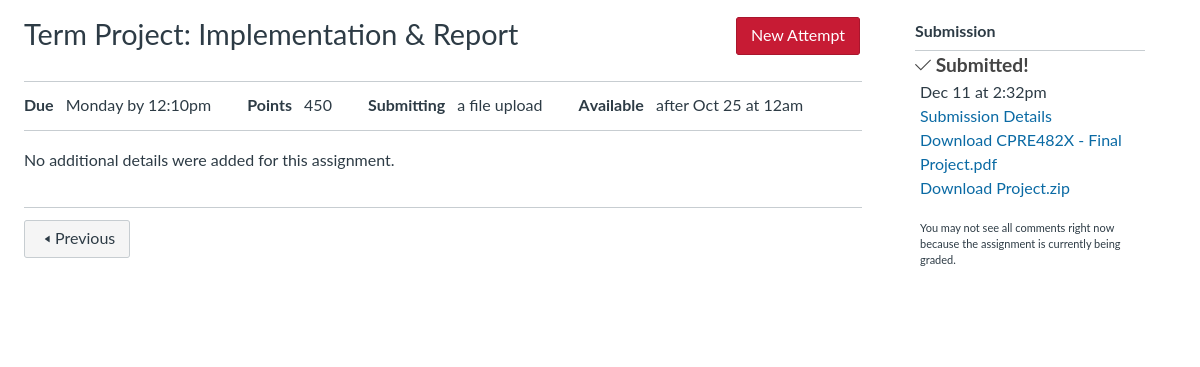 Term Project: Implementation & Report
New Attempt
Due Monday by 12:10pm Points 450 Submitting a file upload Available after Oct 25 at 12am
No additional details were added for this assignment.
Previous
Submission
Submitted!
Dec 11 at 2:32pm
Submission Details
Download CPRE482X - Final
Project.pdf
Download Project.zip
You may not see all comments right now
because the assignment is currently being
graded.